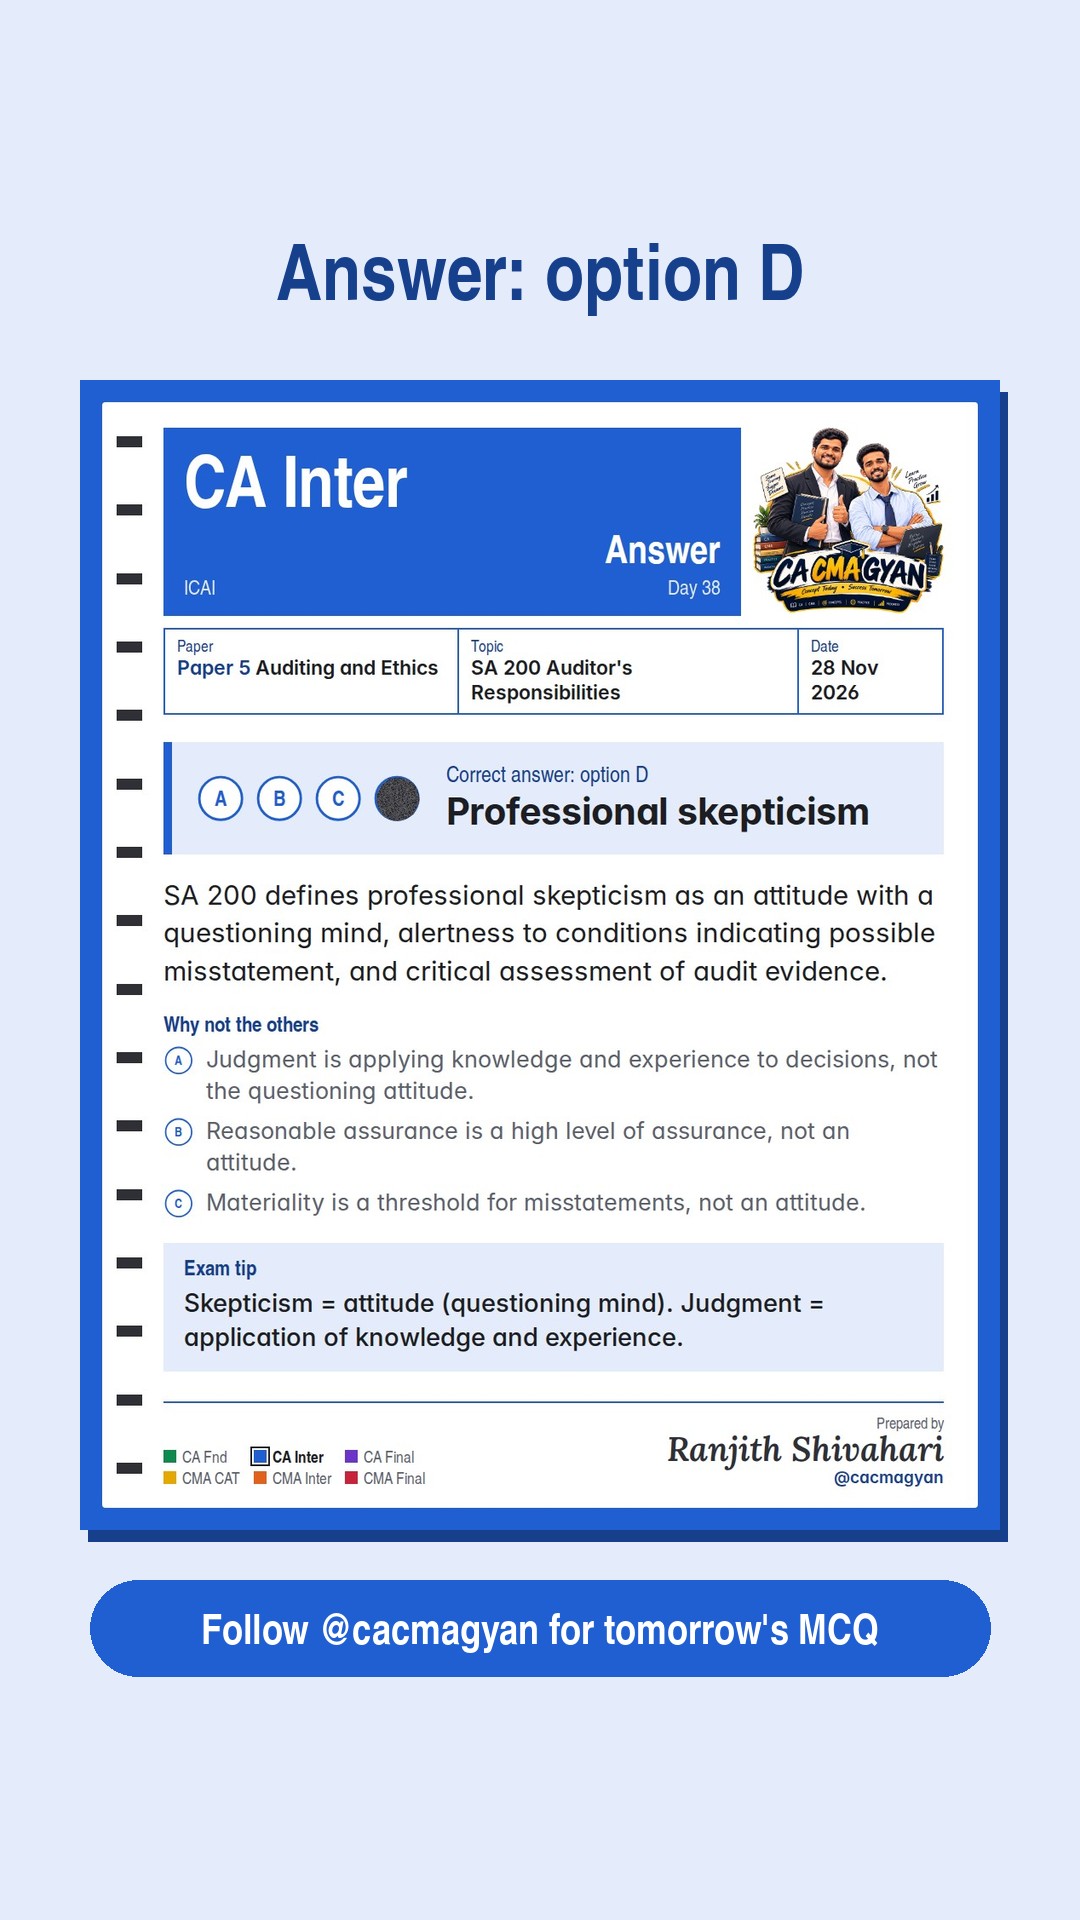 Answer: option D
CA Inter
Answer
ICAI
Day 38
CA CMA GYAN
Concept Today • Success Tomorrow
Paper
Paper 5 Auditing and Ethics
Topic
SA 200 Auditor's
Responsibilities
Date
28 Nov
2026
A B C
Correct answer: option D
Professional skepticism
SA 200 defines professional skepticism as an attitude with a
questioning mind, alertness to conditions indicating possible
misstatement, and critical assessment of audit evidence.
Why not the others
A Judgment is applying knowledge and experience to decisions, not
the questioning attitude.
B Reasonable assurance is a high level of assurance, not an
attitude.
C Materiality is a threshold for misstatements, not an attitude.
Exam tip
Skepticism = attitude (questioning mind). Judgment =
application of knowledge and experience.
Prepared by
Ranjith Shivahari
@cacmagyan
CA Fnd CA Inter CA Final
CMA CAT CMA Inter CMA Final
Follow @cacmagyan for tomorrow's MCQ